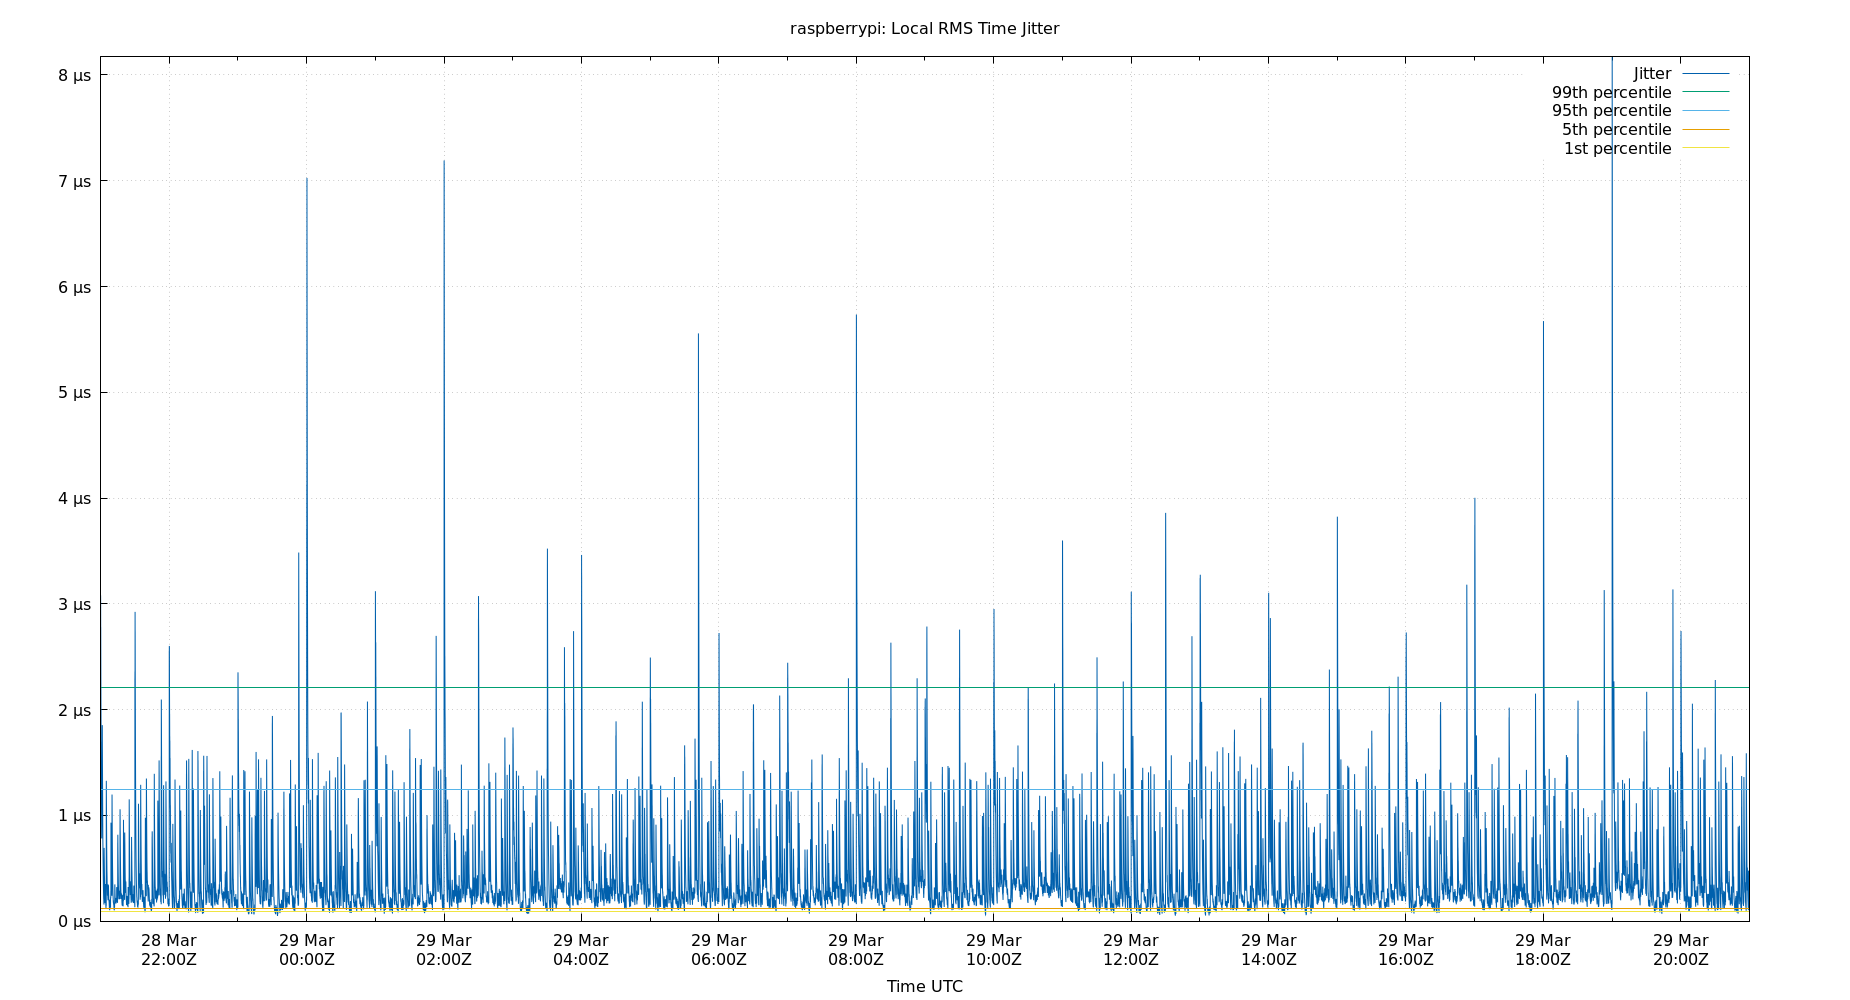 raspberrypi: Local RMS Time Jitter
8 µs
7 µs
6 µs
5 µs
4 µs
3 µs
2 µs
1 µs
0 µs
Jitter
99th percentile
95th percentile
5th percentile
1st percentile
28 Mar
22:00Z
29 Mar
00:00Z
29 Mar
02:00Z
29 Mar
04:00Z
29 Mar
06:00Z
29 Mar
08:00Z
29 Mar
10:00Z
29 Mar
12:00Z
29 Mar
14:00Z
29 Mar
16:00Z
29 Mar
18:00Z
29 Mar
20:00Z
Time UTC